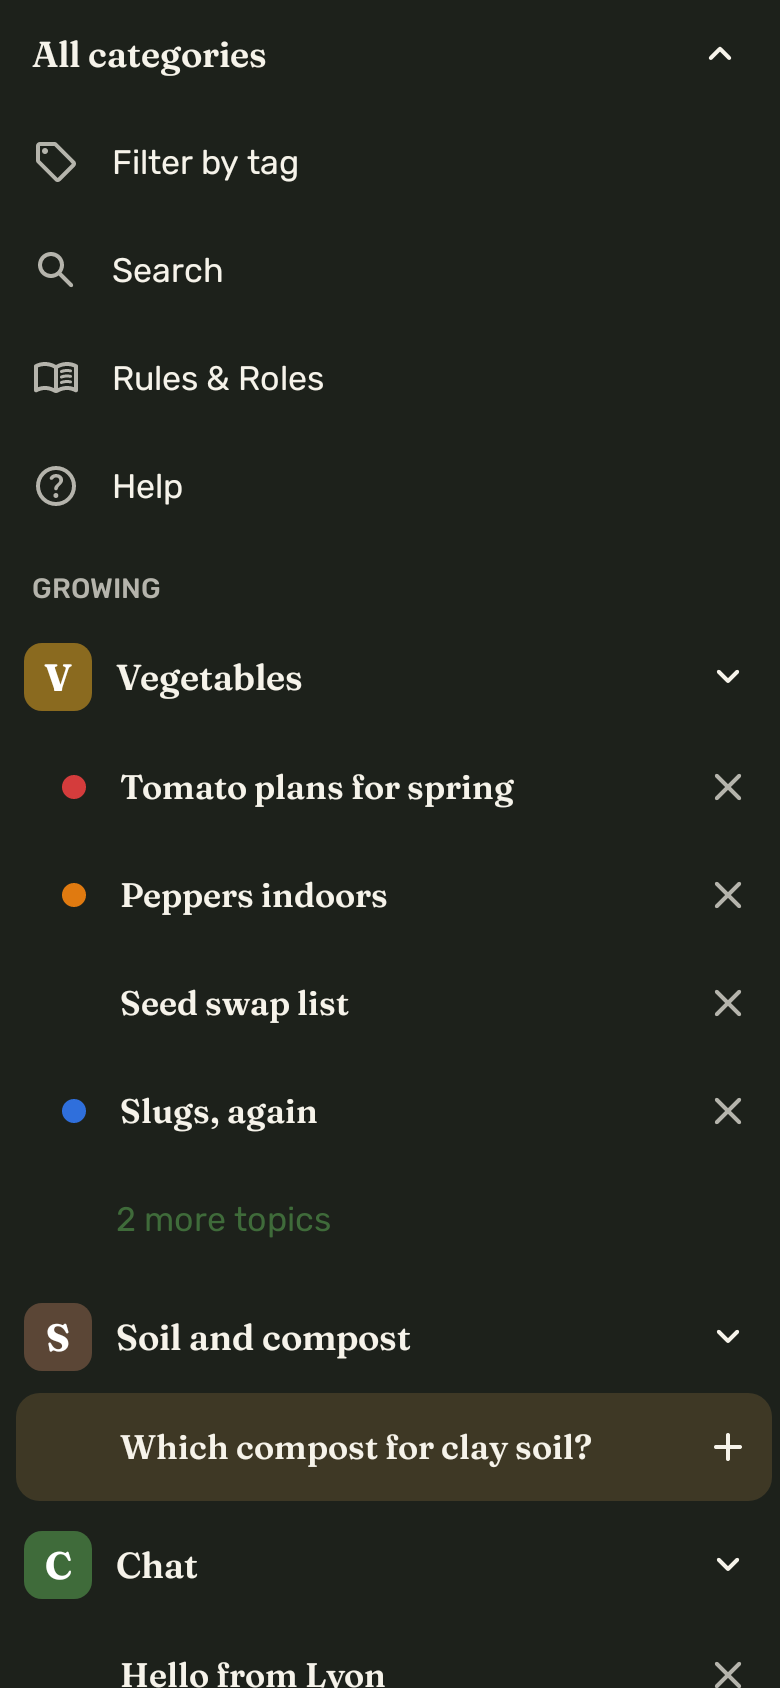 All categories
Filter by tag
Search
Rules & Roles
Help
GROWING
V Vegetables
Tomato plans for spring
Peppers indoors
Seed swap list
Slugs, again
2 more topics
S Soil and compost
Which compost for clay soil?
C Chat
Hello from Lyon